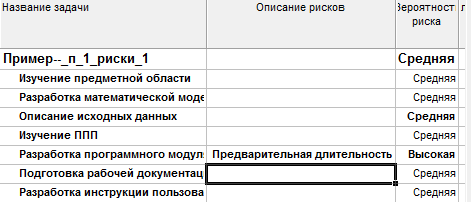 Название задачи Описание рисков Вероятность риска
Пример--_п_1_риски_1 Средняя
Изучение предметной области Средняя
Разработка математической моде Средняя
Описание исходных данных Средняя
Изучение ППП Средняя
Разработка программного модул Предварительная длительность Высокая
Подготовка рабочей документац Средняя
Разработка инструкции пользова Средняя